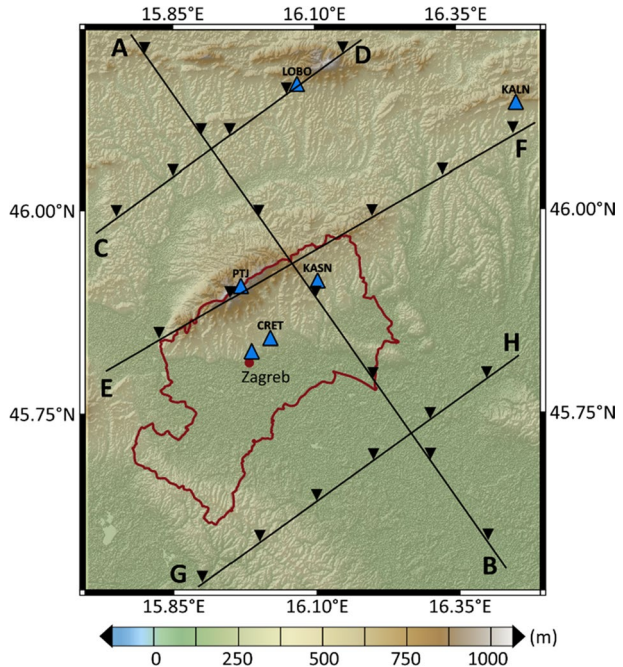 15.85°E 16.10°E 16.35°E
A
D
LOBO
KALN
F
46.00°N 46.00°N
C
PTJ
KASN
CRET
H
Zagreb
E
45.75°N 45.75°N
B
G
15.85°E 16.10°E 16.35°E
(m)
0 250 500 750 1000